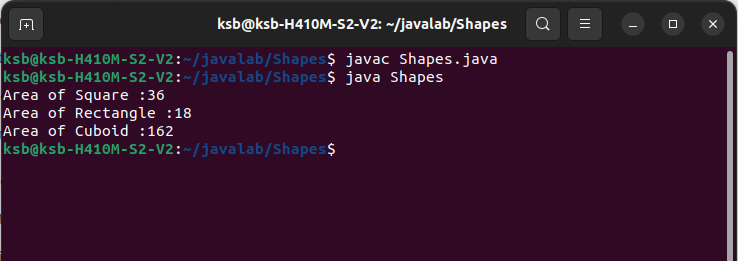 ksb@ksb-H410M-S2-V2: ~/javalab/Shapes
ksb@ksb-H410M-S2-V2:~/javalab/Shapes$ javac Shapes.java
ksb@ksb-H410M-S2-V2:~/javalab/Shapes$ java Shapes
Area of Square :36
Area of Rectangle :18
Area of Cuboid :162
ksb@ksb-H410M-S2-V2:~/javalab/Shapes$